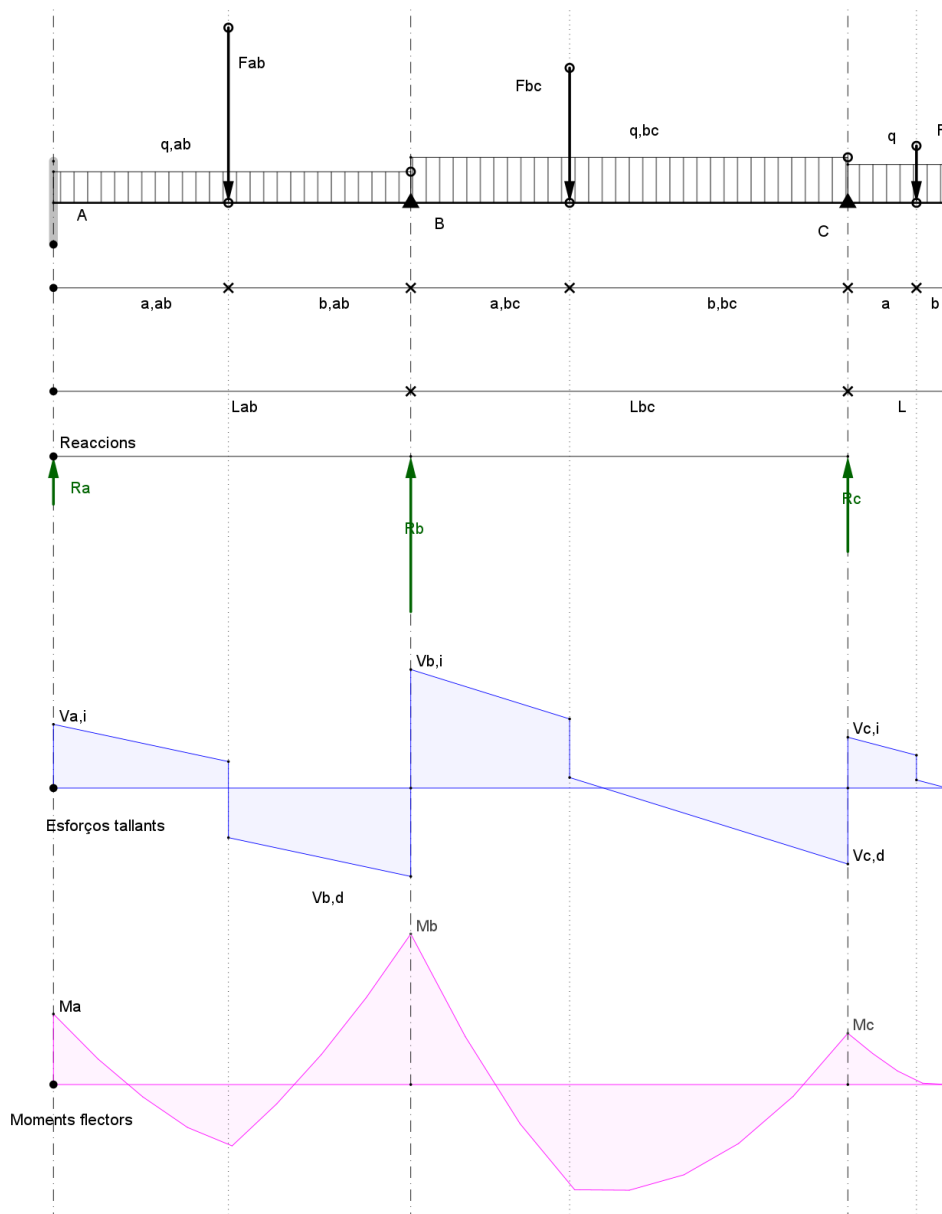 Fab
Fbc
q,ab
q,bc
q
F
A
B
C
a,ab
b,ab
a,bc
b,bc
a
b
Lab
Lbc
L
Reaccions
Ra
Rb
Rc
Va,i
Vb,i
Vc,i
Esforços tallants
Vb,d
Vc,d
Ma
Mb
Mc
Moments flectors